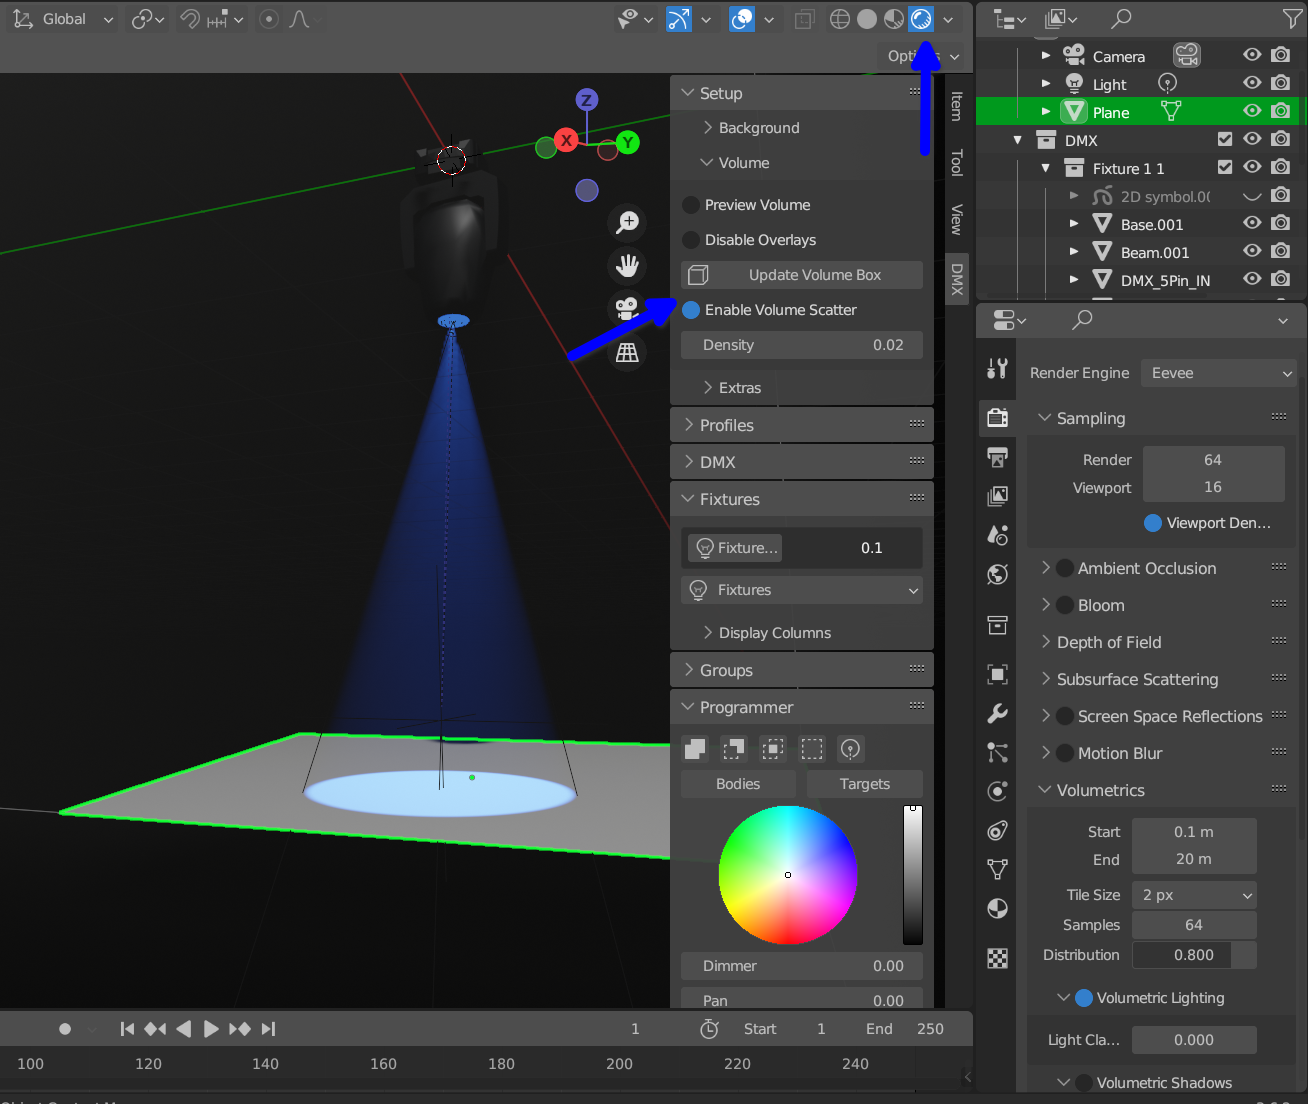 Global
Options
Z
X
Y
Item
Tool
View
DMX
Setup
Background
Volume
Preview Volume
Disable Overlays
Update Volume Box
Enable Volume Scatter
Density 0.02
Extras
Profiles
DMX
Fixtures
Fixture... 0.1
Fixtures
Display Columns
Groups
Programmer
Bodies Targets
Dimmer 0.00
Pan 0.00
1 Start 1 End 250
100 120 140 160 180 200 220 240
Camera
Light
Plane
DMX
Fixture 1 1
2D symbol.00
Base.001
Beam.001
DMX_5Pin_IN
Render Engine Eevee
Sampling
Render 64
Viewport 16
Viewport Den...
Ambient Occlusion
Bloom
Depth of Field
Subsurface Scattering
Screen Space Reflections
Motion Blur
Volumetrics
Start 0.1 m
End 20 m
Tile Size 2 px
Samples 64
Distribution 0.800
Volumetric Lighting
Light Cla... 0.000
Volumetric Shadows